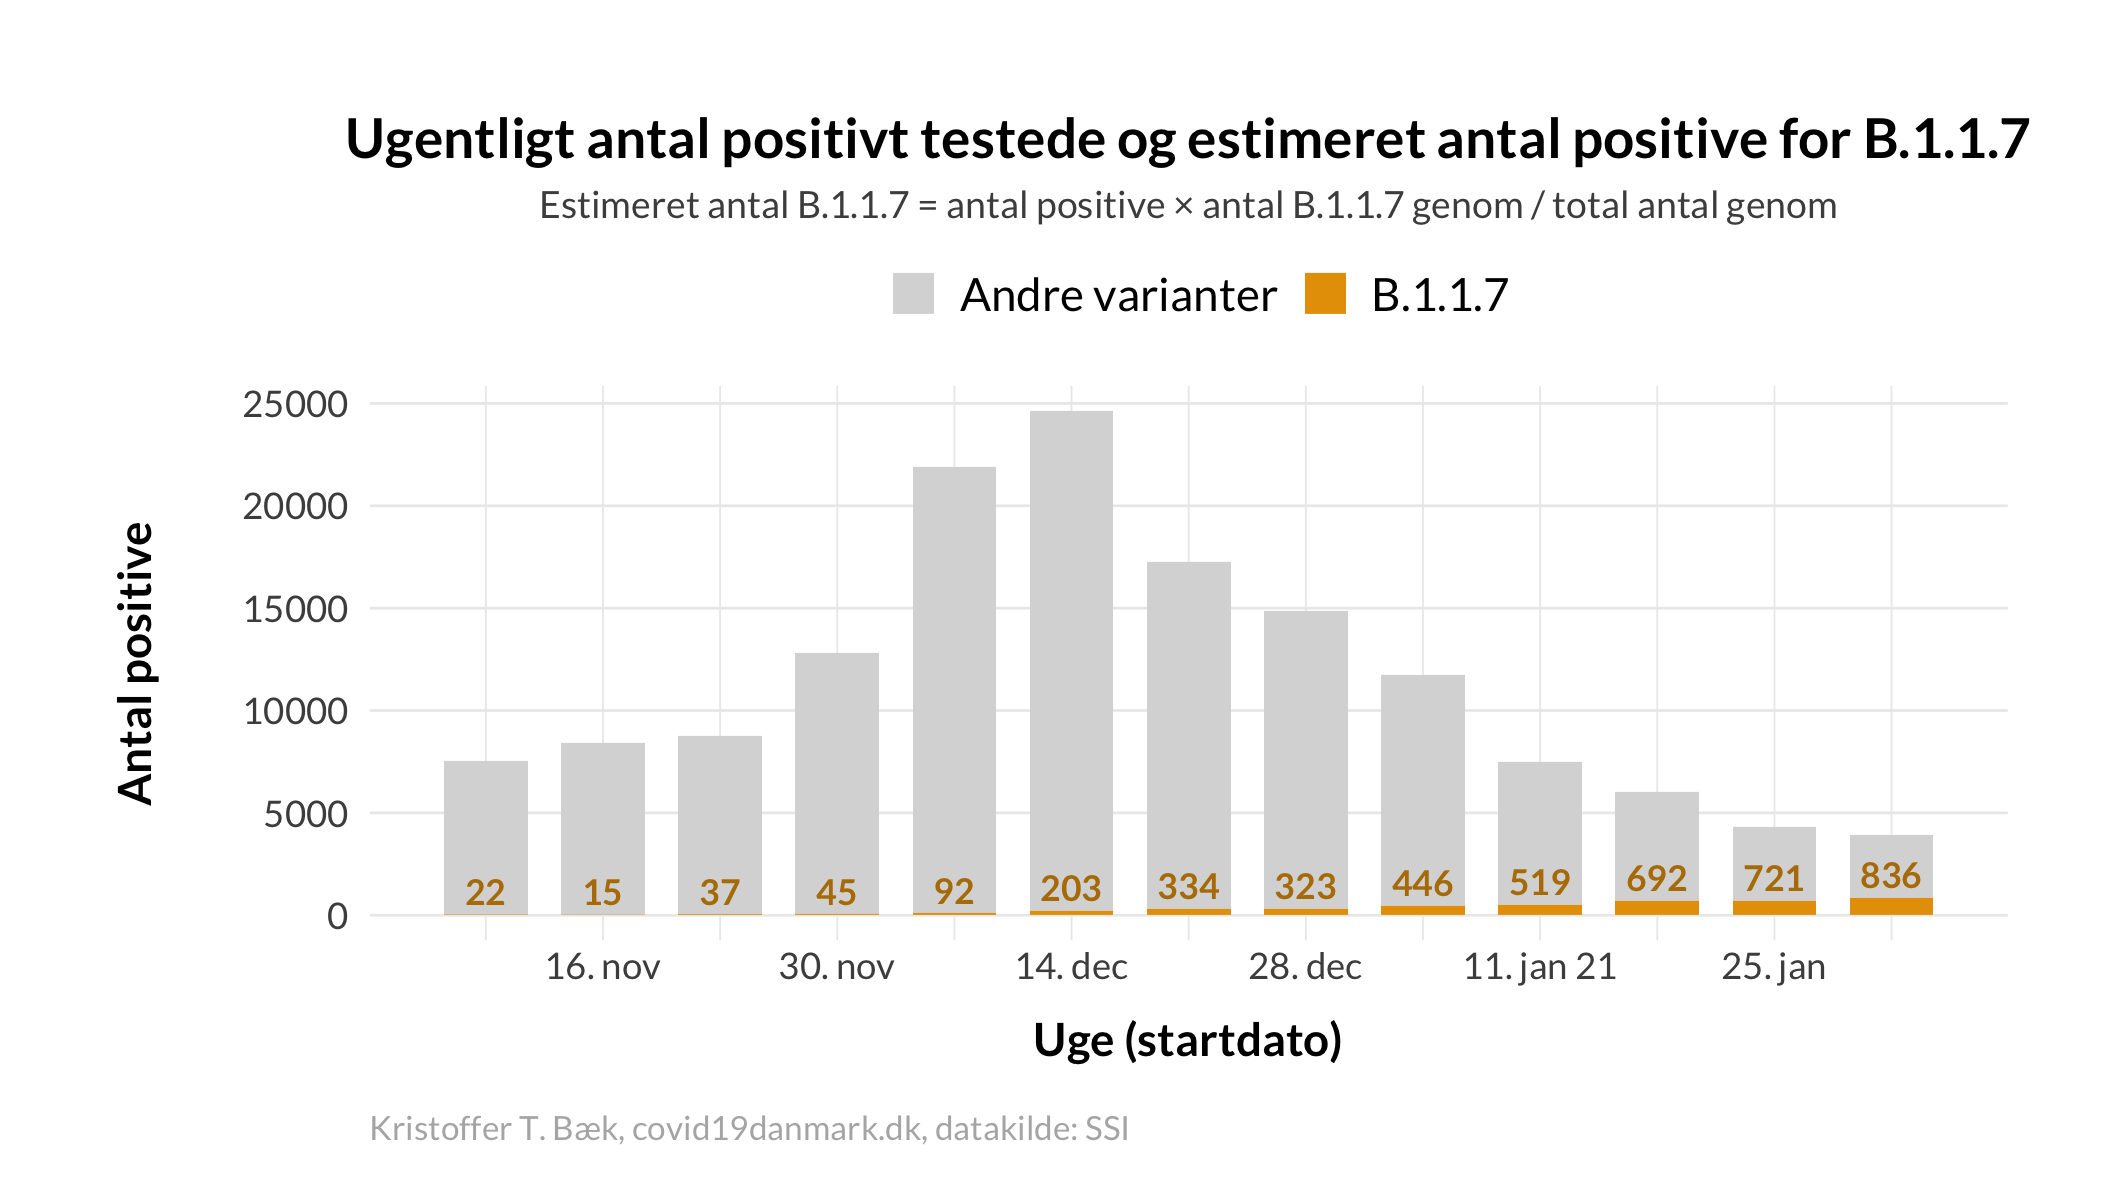 Ugentligt antal positivt testede og estimeret antal positive for B.1.1.7
Estimeret antal B.1.1.7 = antal positive × antal B.1.1.7 genom / total antal genom
Andre varianter B.1.1.7
Antal positive
25000
20000
15000
10000
5000
0
22 15 37 45 92 203 334 323 446 519 692 721 836
16. nov 30. nov 14. dec 28. dec 11. jan 21 25. jan
Uge (startdato)
Kristoffer T. Bæk, covid19danmark.dk, datakilde: SSI